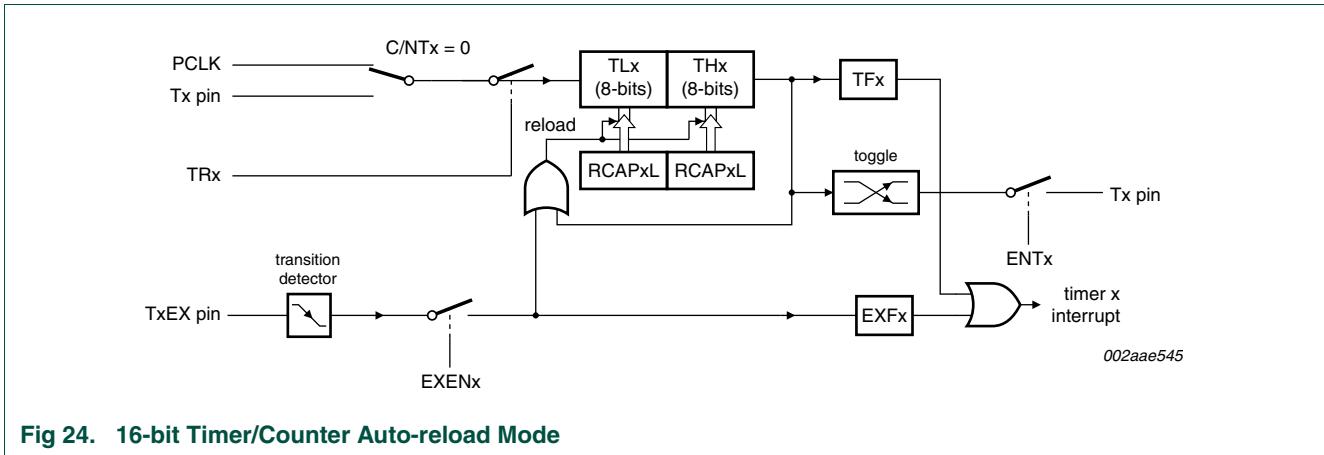 C/NTx = 0
PCLK
Tx pin
TLx
(8-bits)
THx
(8-bits)
TFx
reload
TRx
RCAPxL
RCAPxL
toggle
Tx pin
ENTx
transition
detector
TxEX pin
EXENx
EXFx
timer x
interrupt
002aae545
Fig 24. 16-bit Timer/Counter Auto-reload Mode